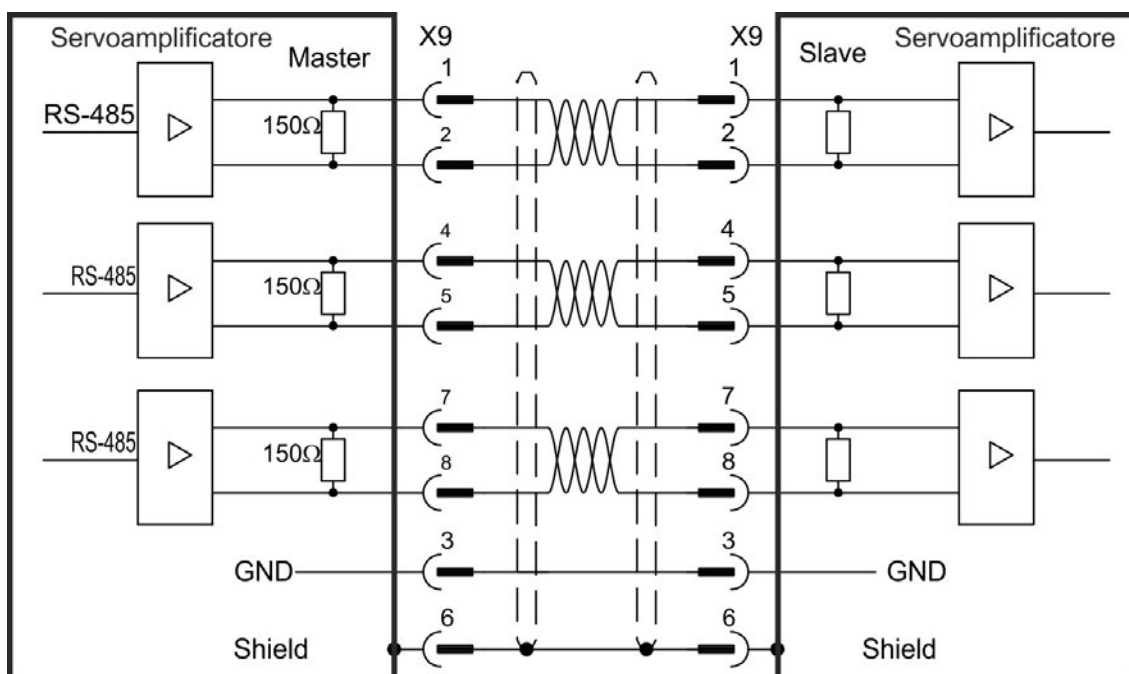 Servoamplificatore
Master
X9
X9
Slave
Servoamplificatore
1
1
RS-485
150Ω
2
2
4
4
RS-485
150Ω
5
5
7
7
RS-485
150Ω
8
8
GND
3
3
GND
Shield
6
6
Shield